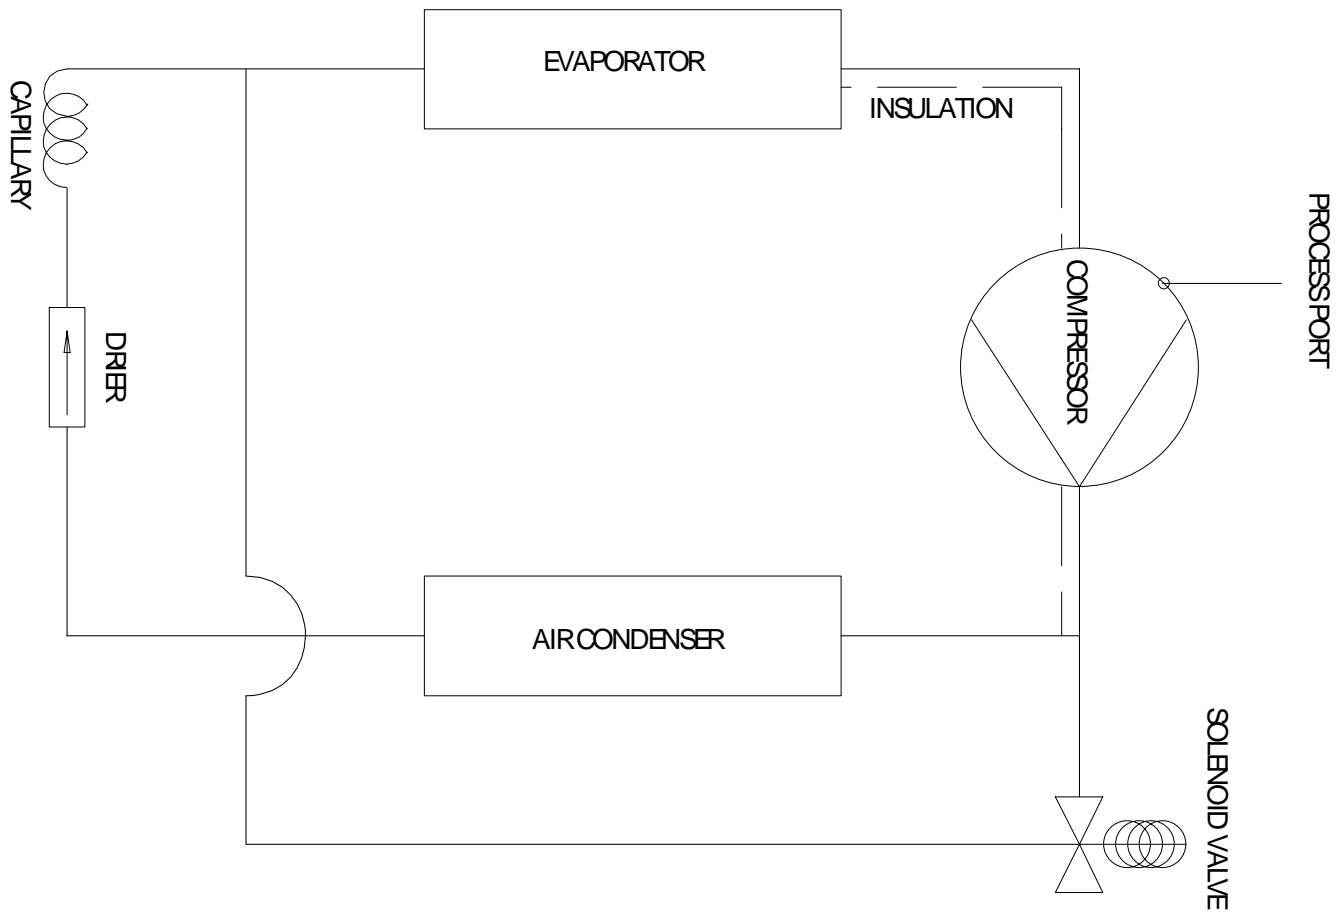 EVAPORATOR
INSULATION
CAPILLARY
PROCESS PORT
COMPRESSOR
DRIER
AIR CONDENSER
SOLENOID VALVE